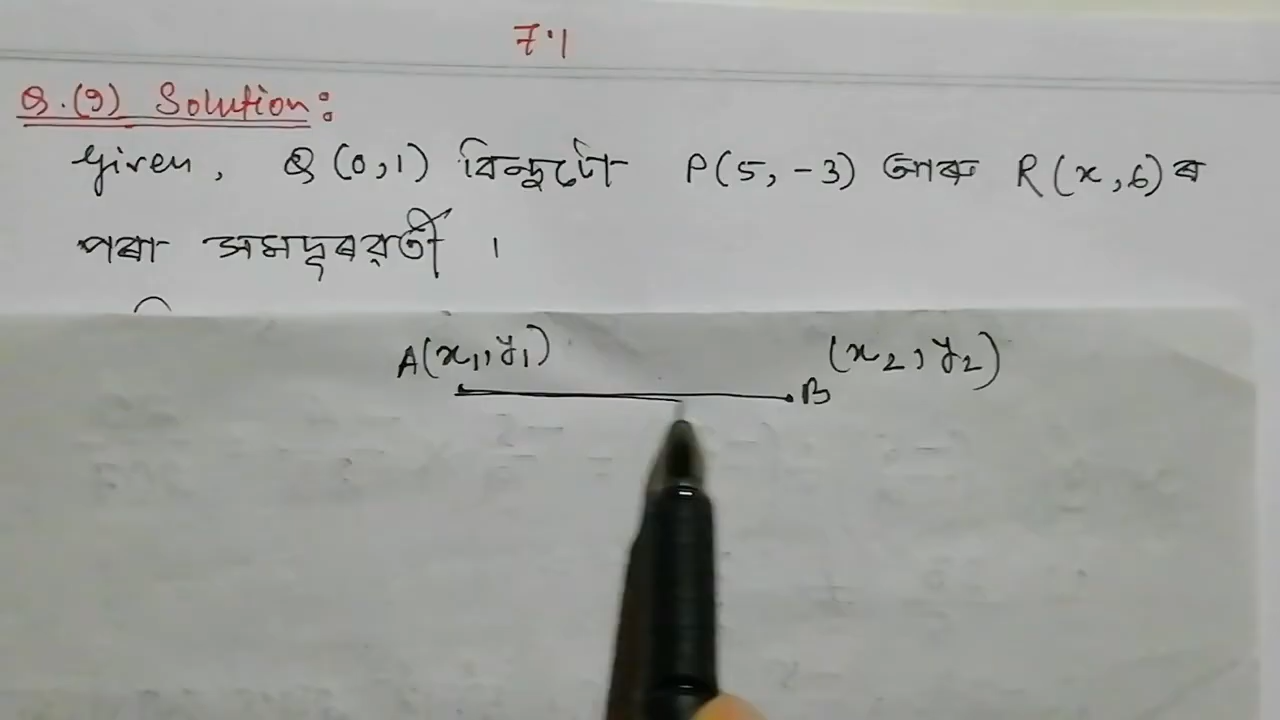 7.1
Q.(9) Solution:
Given, Q(0,1) বিন্দুটো P(5,-3) আৰু R(x,6)ৰ
পৰা সমদূৰৱৰ্তী ।
A(x₁,y₁) (x₂,y₂)
B